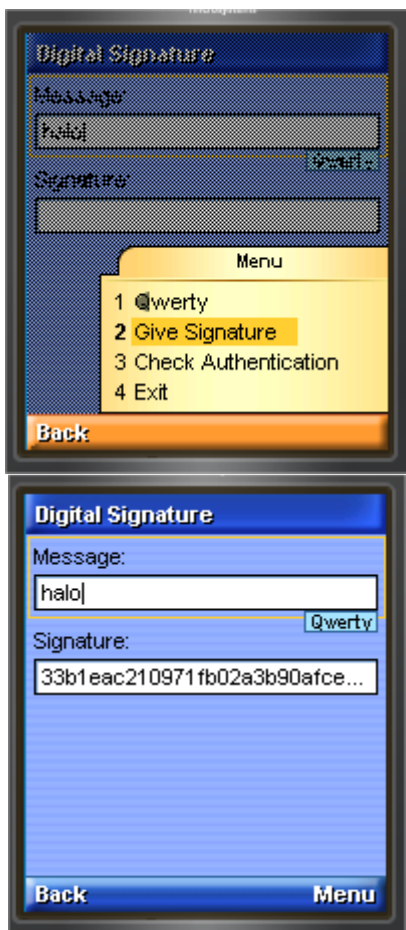 Digital Signature
Message:
halo
Qwerty
Signature:
Menu
1 Qwerty
2 Give Signature
3 Check Authentication
4 Exit
Back
Digital Signature
Message:
halo
Qwerty
Signature:
33b1eac210971fb02a3b90afce...
Back Menu